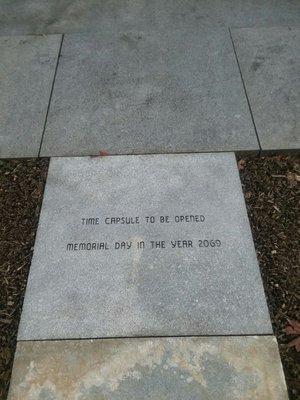 TIME CAPSULE TO BE OPENED
MEMORIAL DAY IN THE YEAR 2069